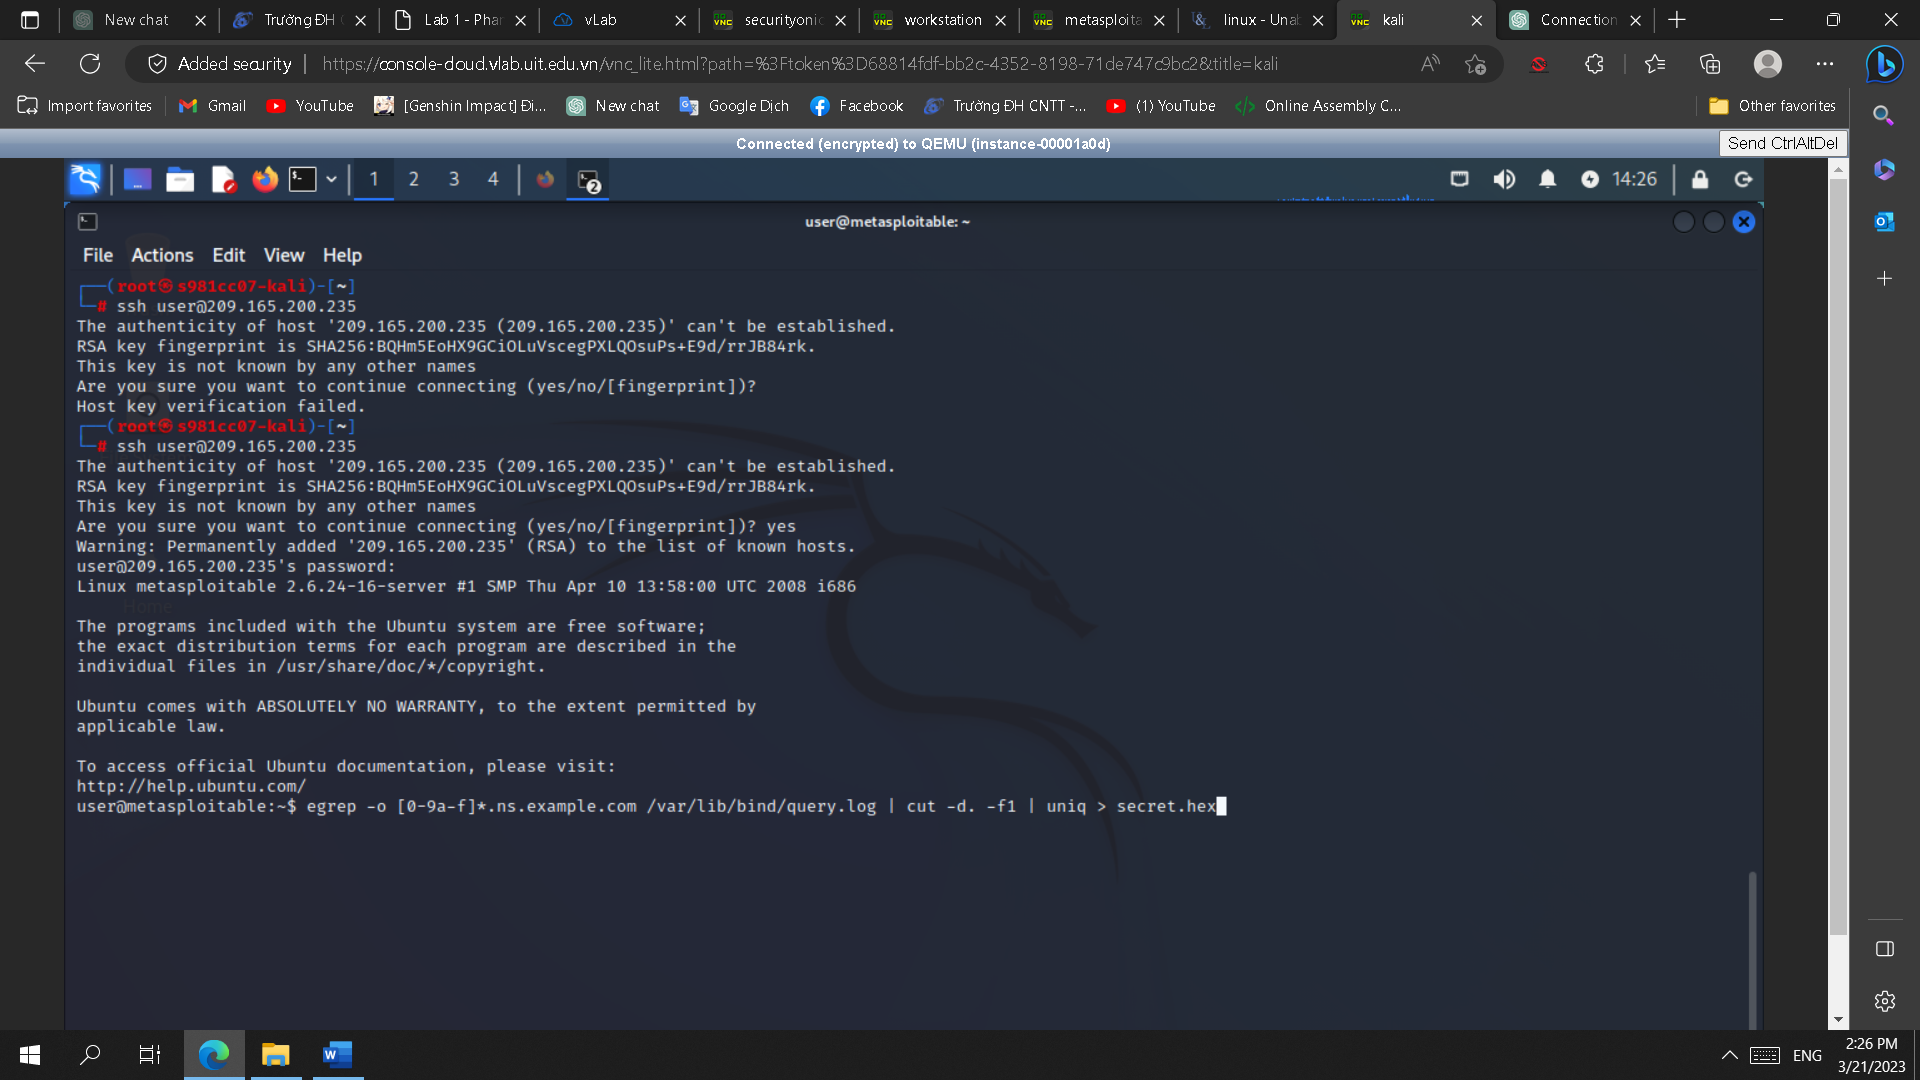 New chat
Trường ĐH
Lab 1 - Phar
vLab
securityoni
workstation
metasploita
linux - Unal
kali
Connection
Added security
https://console-cloud.vlab.uit.edu.vn/vnc_lite.html?path=%3Ftoken%3D68814fdf-bb2c-4352-8198-71de747c9bc2&title=kali
Import favorites
Gmail
YouTube
[Genshin Impact] Đi...
New chat
Google Dịch
Facebook
Trường ĐH CNTT -...
(1) YouTube
Online Assembly C...
Other favorites
Connected (encrypted) to QEMU (instance-00001a0d)
Send CtrlAltDel
1 2 3 4
2
14:26
user@metasploitable: ~
File Actions Edit View Help
┌──(root㉿s981cc07-kali)-[~]
└─# ssh user@209.165.200.235
The authenticity of host '209.165.200.235 (209.165.200.235)' can't be established.
RSA key fingerprint is SHA256:BQHm5EoHX9GCiOLuVscegPXLQOsuPs+E9d/rrJB84rk.
This key is not known by any other names
Are you sure you want to continue connecting (yes/no/[fingerprint])?
Host key verification failed.
┌──(root㉿s981cc07-kali)-[~]
└─# ssh user@209.165.200.235
The authenticity of host '209.165.200.235 (209.165.200.235)' can't be established.
RSA key fingerprint is SHA256:BQHm5EoHX9GCiOLuVscegPXLQOsuPs+E9d/rrJB84rk.
This key is not known by any other names
Are you sure you want to continue connecting (yes/no/[fingerprint])? yes
Warning: Permanently added '209.165.200.235' (RSA) to the list of known hosts.
user@209.165.200.235's password:
Linux metasploitable 2.6.24-16-server #1 SMP Thu Apr 10 13:58:00 UTC 2008 i686
Home
The programs included with the Ubuntu system are free software;
the exact distribution terms for each program are described in the
individual files in /usr/share/doc/*/copyright.
Ubuntu comes with ABSOLUTELY NO WARRANTY, to the extent permitted by
applicable law.
To access official Ubuntu documentation, please visit:
http://help.ubuntu.com/
user@metasploitable:~$ egrep -o [0-9a-f]*.ns.example.com /var/lib/bind/query.log | cut -d. -f1 | uniq > secret.hex
ENG
2:26 PM
3/21/2023